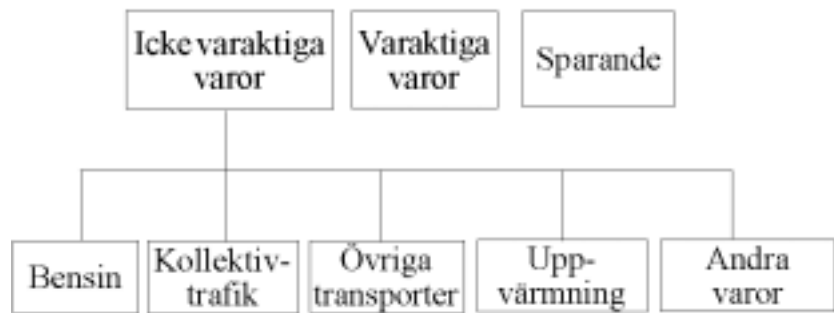 Icke varaktiga
varor
Varaktiga
varor
Sparande
Bensin
Kollektiv-
trafik
Övriga
transporter
Upp-
värmning
Andra
varor